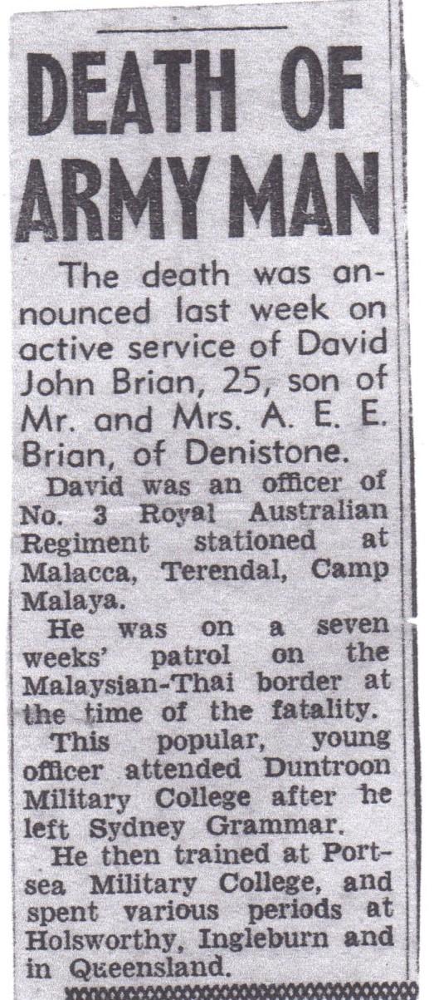 DEATH OF
ARMY MAN
The death was an-
nounced last week on
active service of David
John Brian, 25, son of
Mr. and Mrs. A. E. E.
Brian, of Denistone.
David was an officer of
No. 3 Royal Australian
Regiment stationed at
Malacca, Terendal, Camp
Malaya.
He was on a seven
weeks' patrol on the
Malaysian-Thai border at
the time of the fatality.
This popular, young
officer attended Duntroon
Military College after he
left Sydney Grammar.
He then trained at Port-
sea Military College, and
spent various periods at
Holsworthy, Ingleburn and
in Queensland.